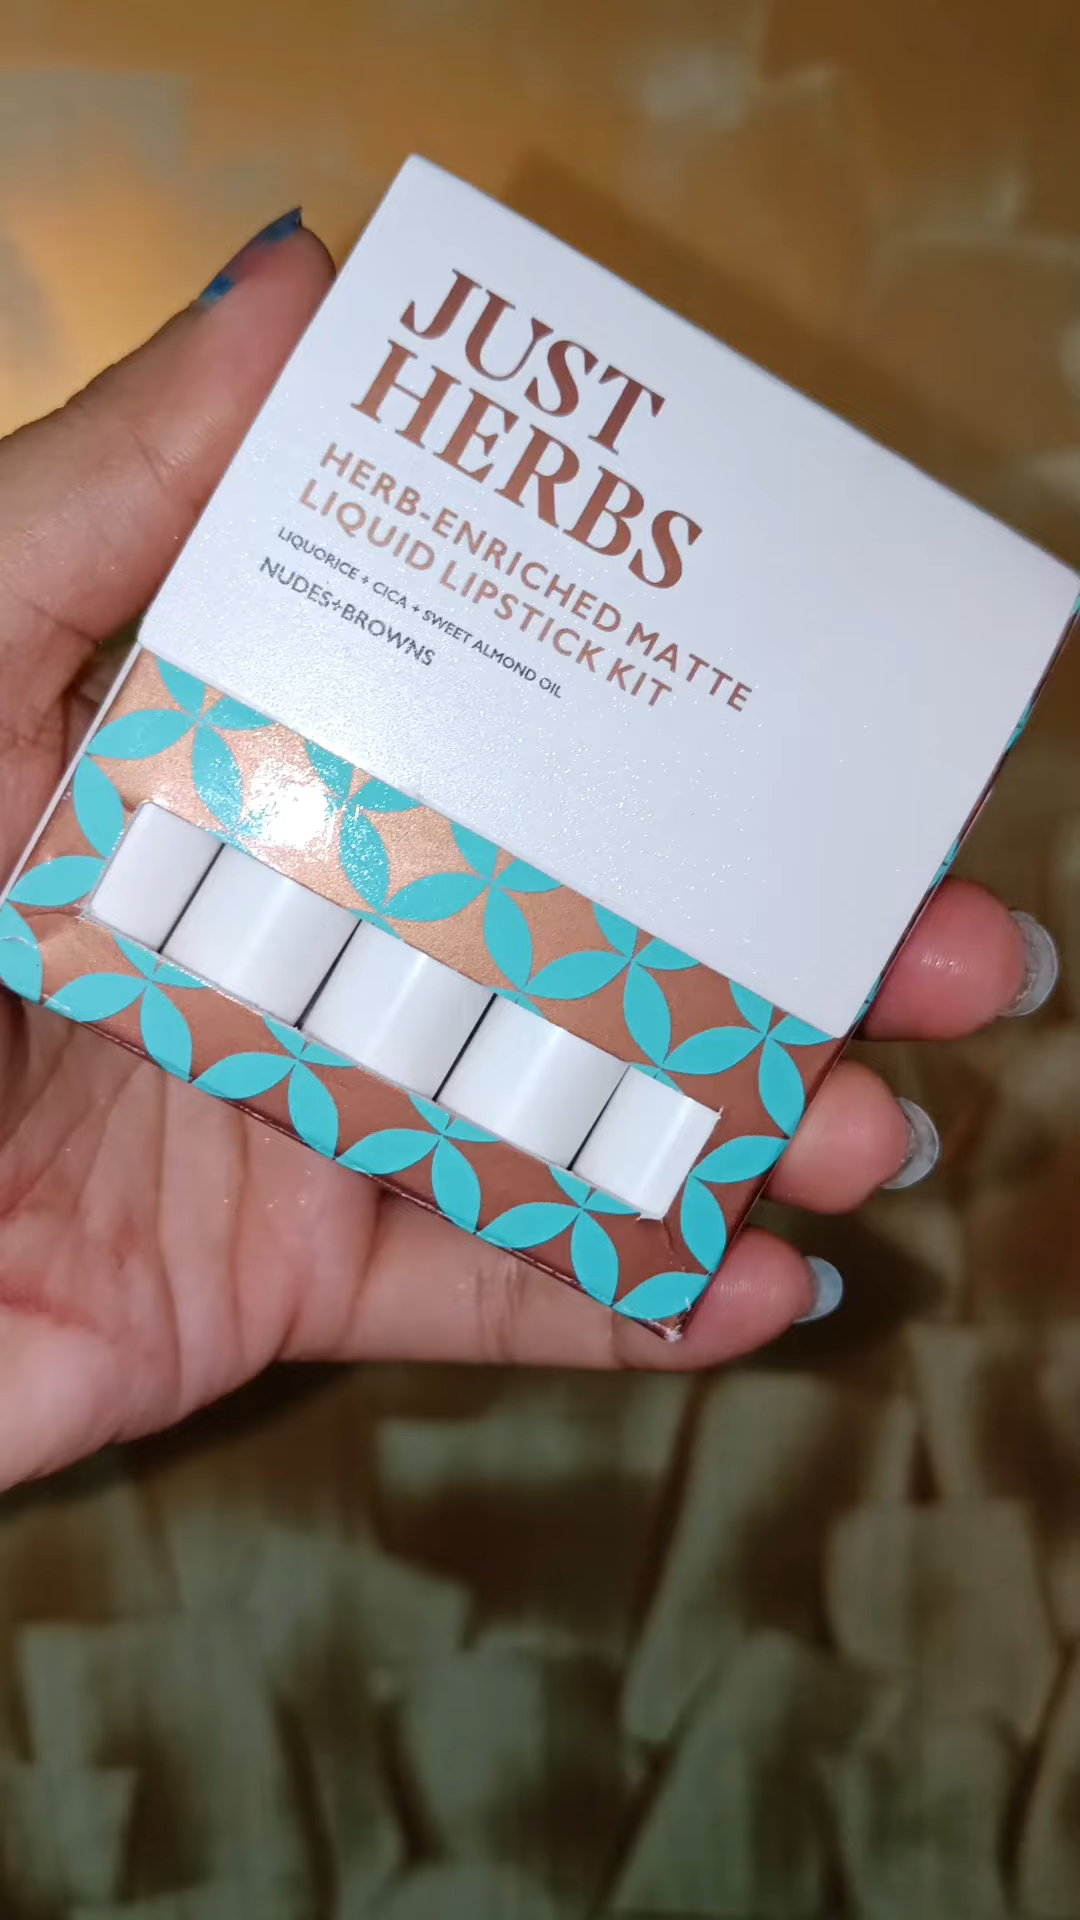 JUST
HERBS
HERB-ENRICHED MATTE
LIQUID LIPSTICK KIT
LIQUORICE + CICA + SWEET ALMOND OIL
NUDES+BROWNS